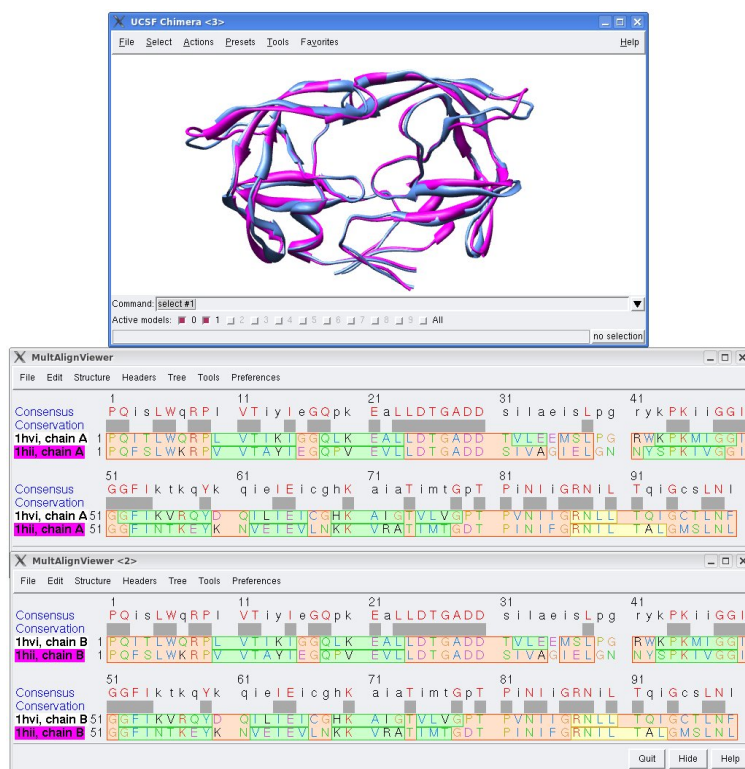 UCSF Chimera <3>
File Select Actions Presets Tools Favorites Help
Command: select #1
Active models: 0 1 2 3 4 5 6 7 8 9 All
no selection
MultAlignViewer
File Edit Structure Headers Tree Tools Preferences
1 11 21 31 41
Consensus PQisLWqRPl VTiyIeGQpk EaLLDTGADD silaeisLpg rykPKiiGGI
Conservation
1hvi, chain A 1 PQITLWQRPL VTIKIGGQLK EALLDTGADD TVLEEMSLPG RWKPKMIGGI
1hii, chain A 1 PQFSLWKRPV VTAYIEGQPV EVLLDTGADD SIVAGIELGN NYSPKIVGGI
51 61 71 81 91
Consensus GGFIktkqYk qieIEicghK aiaTimtGpT PiNIiGRNiL TqiGcsLNl
Conservation
1hvi, chain A 51 GGFIKVRQYD QILIEICGHK AIGTVLVGPT PVNIIGRNLL TQIGCTLNF
1hii, chain A 51 GGFINTKEYK NVEIEVLNKK VRATIMTGDT PINIFGRNIL TALGMSLNL
MultAlignViewer <2>
File Edit Structure Headers Tree Tools Preferences
1 11 21 31 41
Consensus PQisLWqRPl VTiyIeGQpk EaLLDTGADD silaeisLpg rykPKiiGGI
Conservation
1hvi, chain B 1 PQITLWQRPL VTIKIGGQLK EALLDTGADD TVLEEMSLPG RWKPKMIGGI
1hii, chain B 1 PQFSLWKRPV VTAYIEGQPV EVLLDTGADD SIVAGIELGN NYSPKIVGGI
51 61 71 81 91
Consensus GGFIktkqYk qieIEicghK aiaTimtGpT PiNIiGRNiL TqiGcsLNl
Conservation
1hvi, chain B 51 GGFIKVRQYD QILIEICGHK AIGTVLVGPT PVNIIGRNLL TQIGCTLNF
1hii, chain B 51 GGFINTKEYK NVEIEVLNKK VRATIMTGDT PINIFGRNIL TALGMSLNL
Quit Hide Help